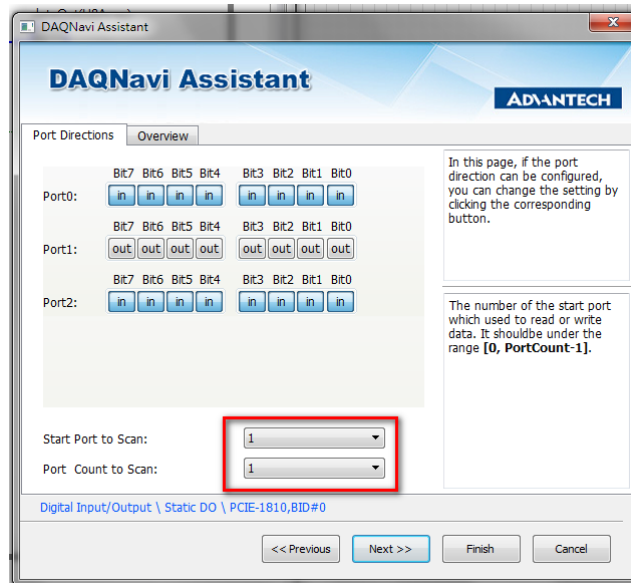 DAQNavi Assistant
DAQNavi Assistant
ADVANTECH
Port Directions Overview
Bit7 Bit6 Bit5 Bit4 Bit3 Bit2 Bit1 Bit0
Port0: in in in in in in in in
Bit7 Bit6 Bit5 Bit4 Bit3 Bit2 Bit1 Bit0
Port1: out out out out out out out out
Bit7 Bit6 Bit5 Bit4 Bit3 Bit2 Bit1 Bit0
Port2: in in in in in in in in
In this page, if the port
direction can be configured,
you can change the setting by
clicking the corresponding
button.
The number of the start port
which used to read or write
data. It shouldbe under the
range [0, PortCount-1].
Start Port to Scan: 1
Port Count to Scan: 1
Digital Input/Output \ Static DO \ PCIE-1810,BID#0
<< Previous Next >> Finish Cancel